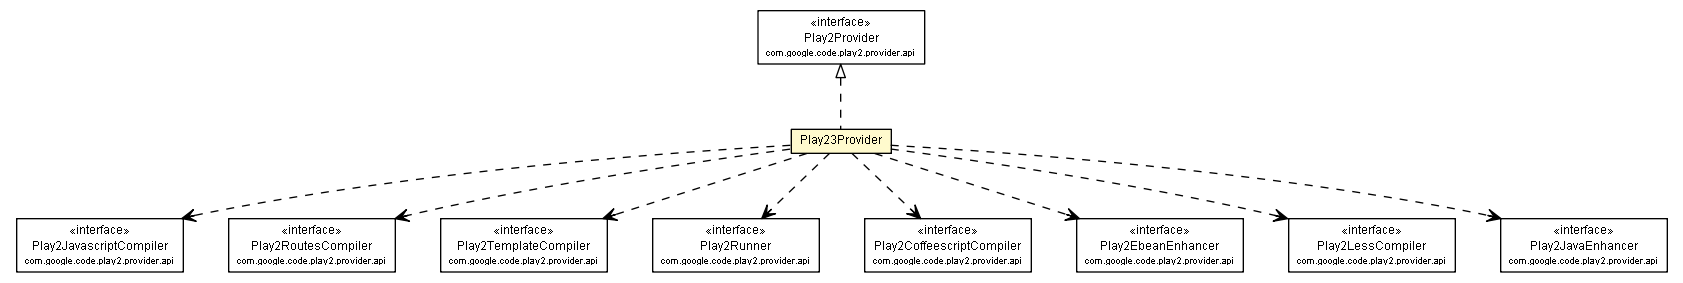 «interface»
Play2Provider
com.google.code.play2.provider.api
Play23Provider
«interface»
Play2JavascriptCompiler
com.google.code.play2.provider.api
«interface»
Play2RoutesCompiler
com.google.code.play2.provider.api
«interface»
Play2TemplateCompiler
com.google.code.play2.provider.api
«interface»
Play2Runner
com.google.code.play2.provider.api
«interface»
Play2CoffeescriptCompiler
com.google.code.play2.provider.api
«interface»
Play2EbeanEnhancer
com.google.code.play2.provider.api
«interface»
Play2LessCompiler
com.google.code.play2.provider.api
«interface»
Play2JavaEnhancer
com.google.code.play2.provider.api